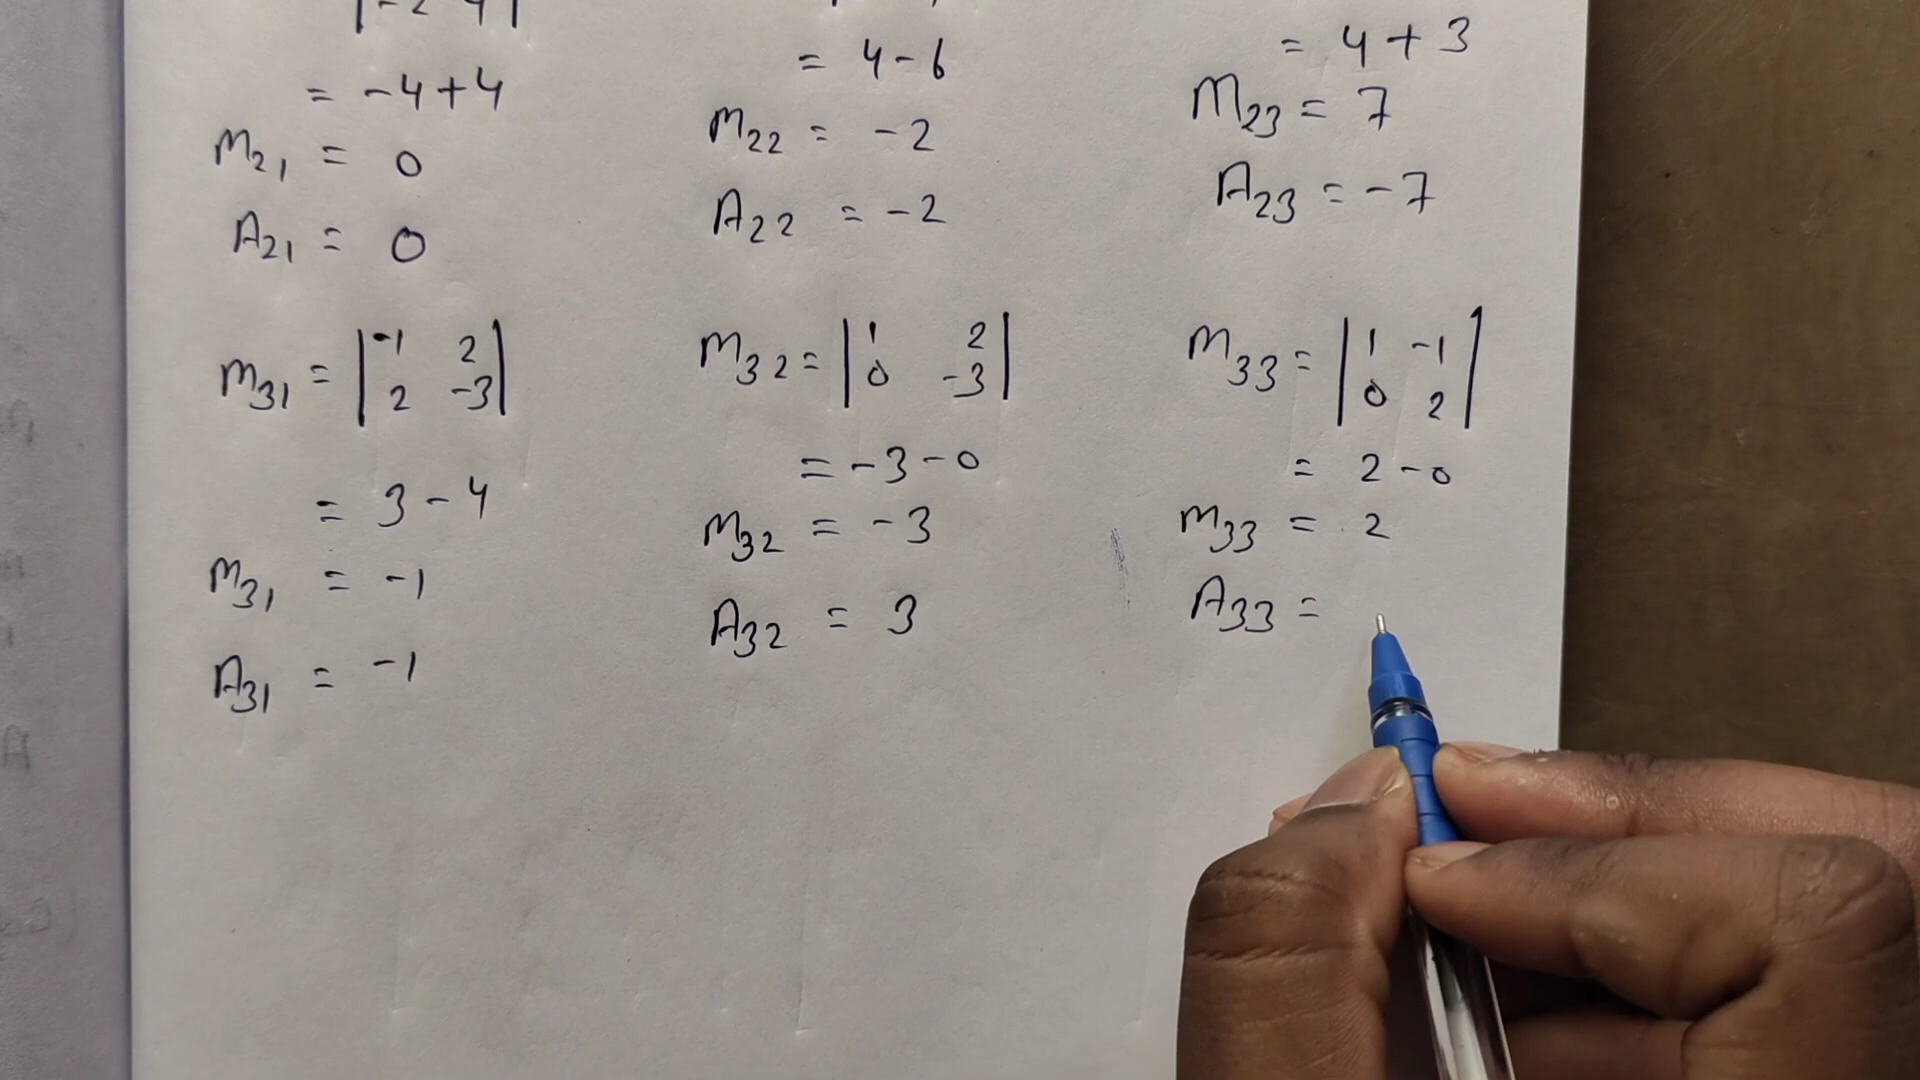 |-2 4|
= -4+4
M21 = 0
A21 = 0
= 4-6
M22 = -2
A22 = -2
= 4+3
M23 = 7
A23 = -7
M31 = |-1 2|
|2 -3|
= 3-4
M31 = -1
A31 = -1
M32 = |1 2|
|0 -3|
= -3-0
M32 = -3
A32 = 3
M33 = |1 -1|
|0 2|
= 2-0
M33 = 2
A33 =